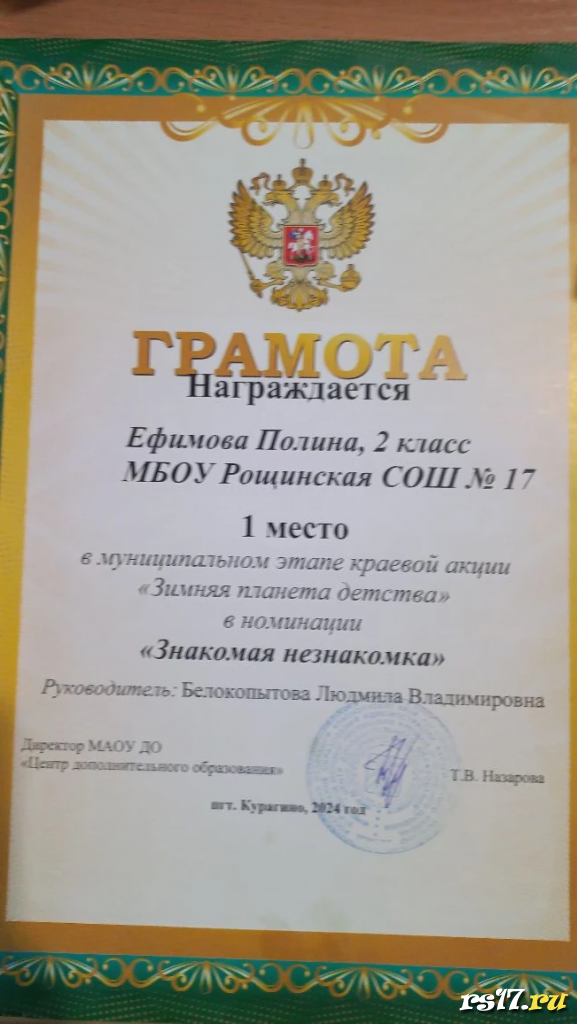 ГРАМОТА
Награждается
Ефимова Полина, 2 класс
МБОУ Рощинская СОШ № 17
1 место
в муниципальном этапе краевой акции
«Зимняя планета детства»
в номинации
«Знакомая незнакомка»
Руководитель: Белокопытова Людмила Владимировна
Директор МАОУ ДО
«Центр дополнительного образования»
Т.В. Назарова
пгт. Курагино, 2024 год
rs17.ru